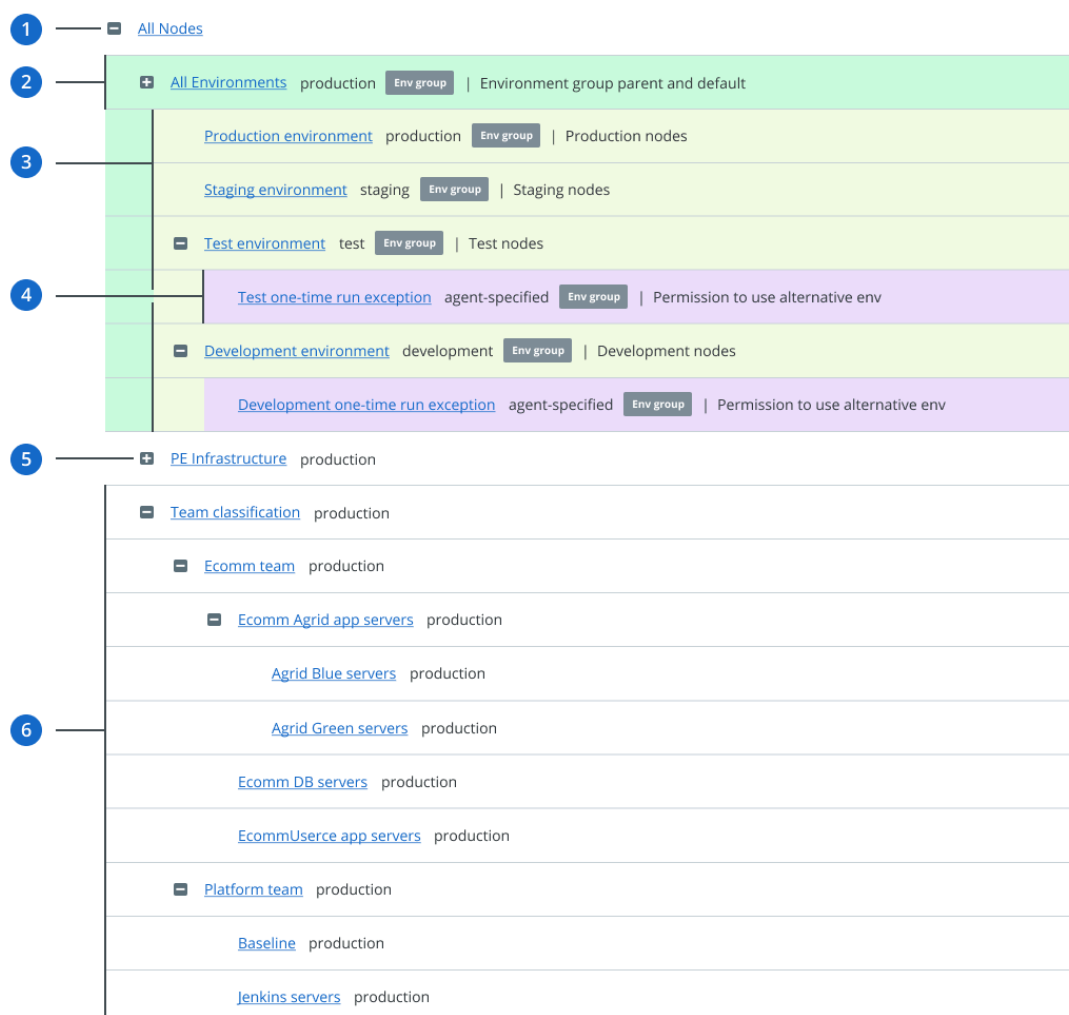 1 All Nodes
2 All Environments production Env group | Environment group parent and default
Production environment production Env group | Production nodes
3
Staging environment staging Env group | Staging nodes
Test environment test Env group | Test nodes
4 Test one-time run exception agent-specified Env group | Permission to use alternative env
Development environment development Env group | Development nodes
Development one-time run exception agent-specified Env group | Permission to use alternative env
5 PE Infrastructure production
Team classification production
Ecomm team production
Ecomm Agrid app servers production
Agrid Blue servers production
6 Agrid Green servers production
Ecomm DB servers production
EcommUserce app servers production
Platform team production
Baseline production
Jenkins servers production